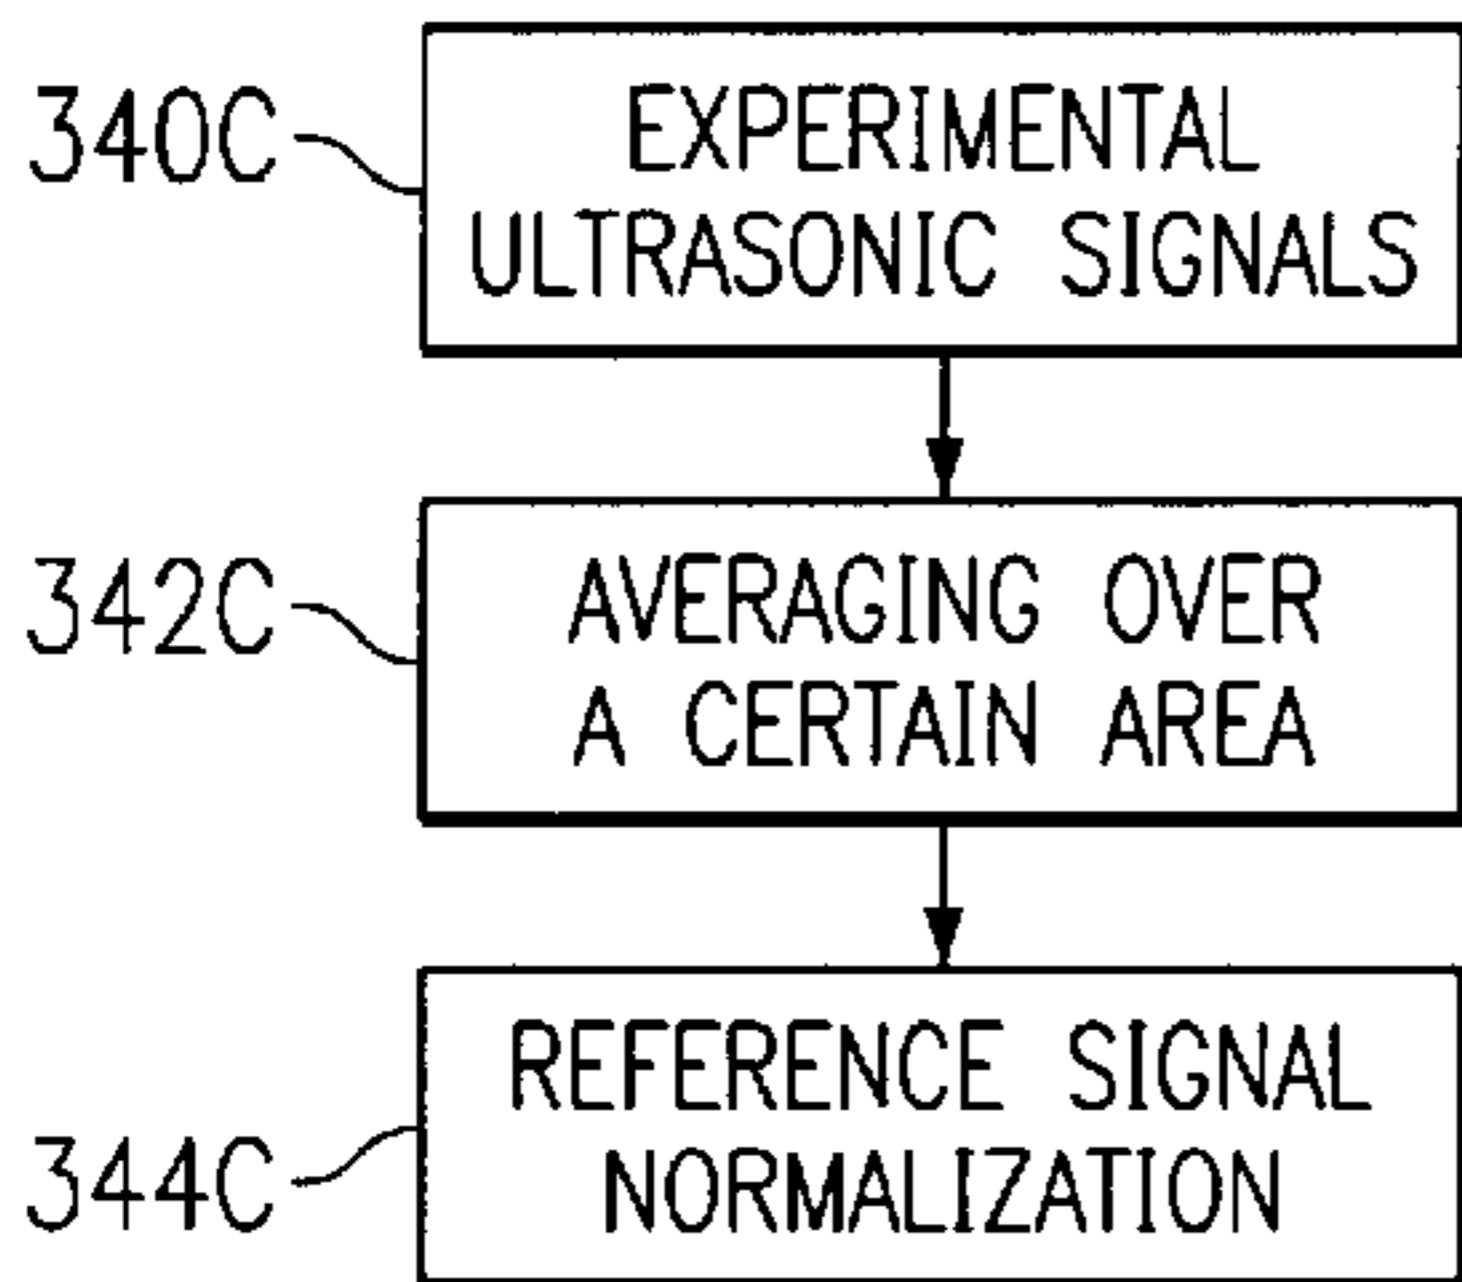 340C
EXPERIMENTAL
ULTRASONIC SIGNALS
342C
AVERAGING OVER
A CERTAIN AREA
344C
REFERENCE SIGNAL
NORMALIZATION